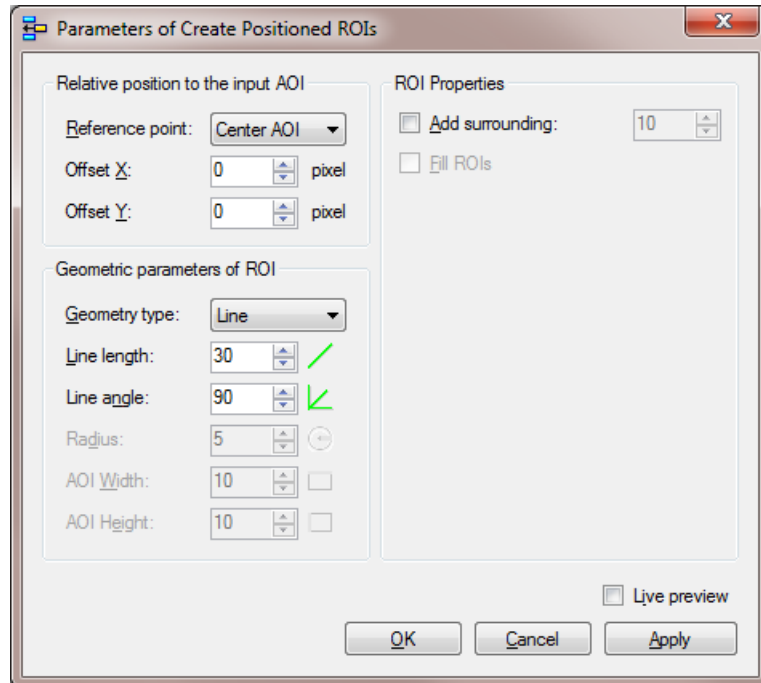 Parameters of Create Positioned ROIs
Relative position to the input AOI
Reference point: Center AOI
Offset X: 0 pixel
Offset Y: 0 pixel
Geometric parameters of ROI
Geometry type: Line
Line length: 30
Line angle: 90
Radius: 5
AOI Width: 10
AOI Height: 10
ROI Properties
Add surrounding: 10
Fill ROIs
Live preview
OK Cancel Apply